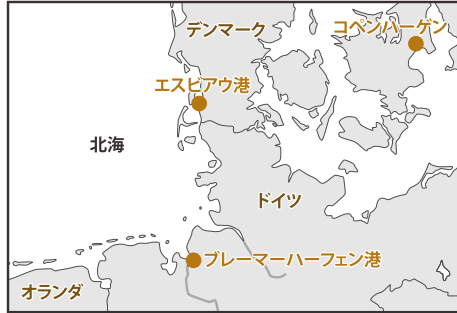 デンマーク
コペンハーゲン
エスビアウ港
北海
ドイツ
ブレーマーハーフェン港
オランダ